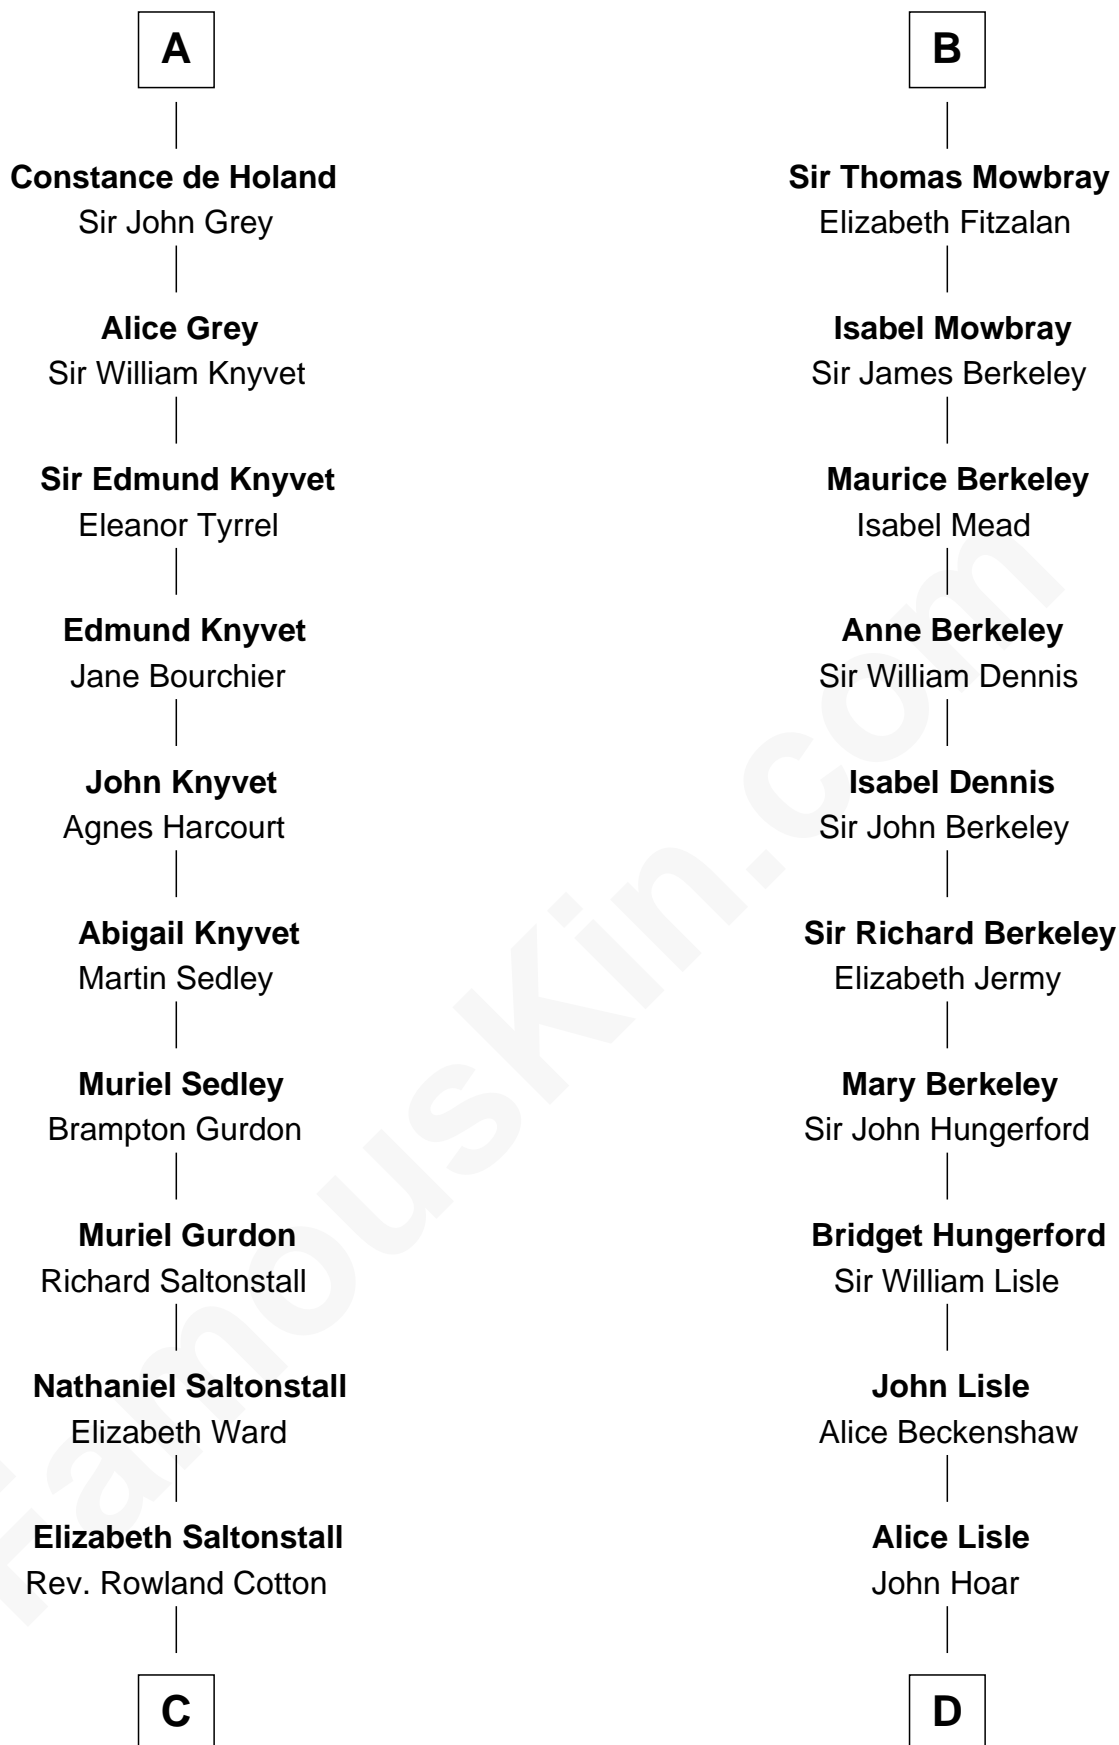 A
Constance de Holand
Sir John Grey
Alice Grey
Sir William Knyvet
Sir Edmund Knyvet
Eleanor Tyrrel
Edmund Knyvet
Jane Bourchier
John Knyvet
Agnes Harcourt
Abigail Knyvet
Martin Sedley
Muriel Sedley
Brampton Gurdon
Muriel Gurdon
Richard Saltonstall
Nathaniel Saltonstall
Elizabeth Ward
Elizabeth Saltonstall
Rev. Rowland Cotton
C
B
Sir Thomas Mowbray
Elizabeth Fitzalan
Isabel Mowbray
Sir James Berkeley
Maurice Berkeley
Isabel Mead
Anne Berkeley
Sir William Dennis
Isabel Dennis
Sir John Berkeley
Sir Richard Berkeley
Elizabeth Jermy
Mary Berkeley
Sir John Hungerford
Bridget Hungerford
Sir William Lisle
John Lisle
Alice Beckenshaw
Alice Lisle
John Hoar
D
FamousKin.com